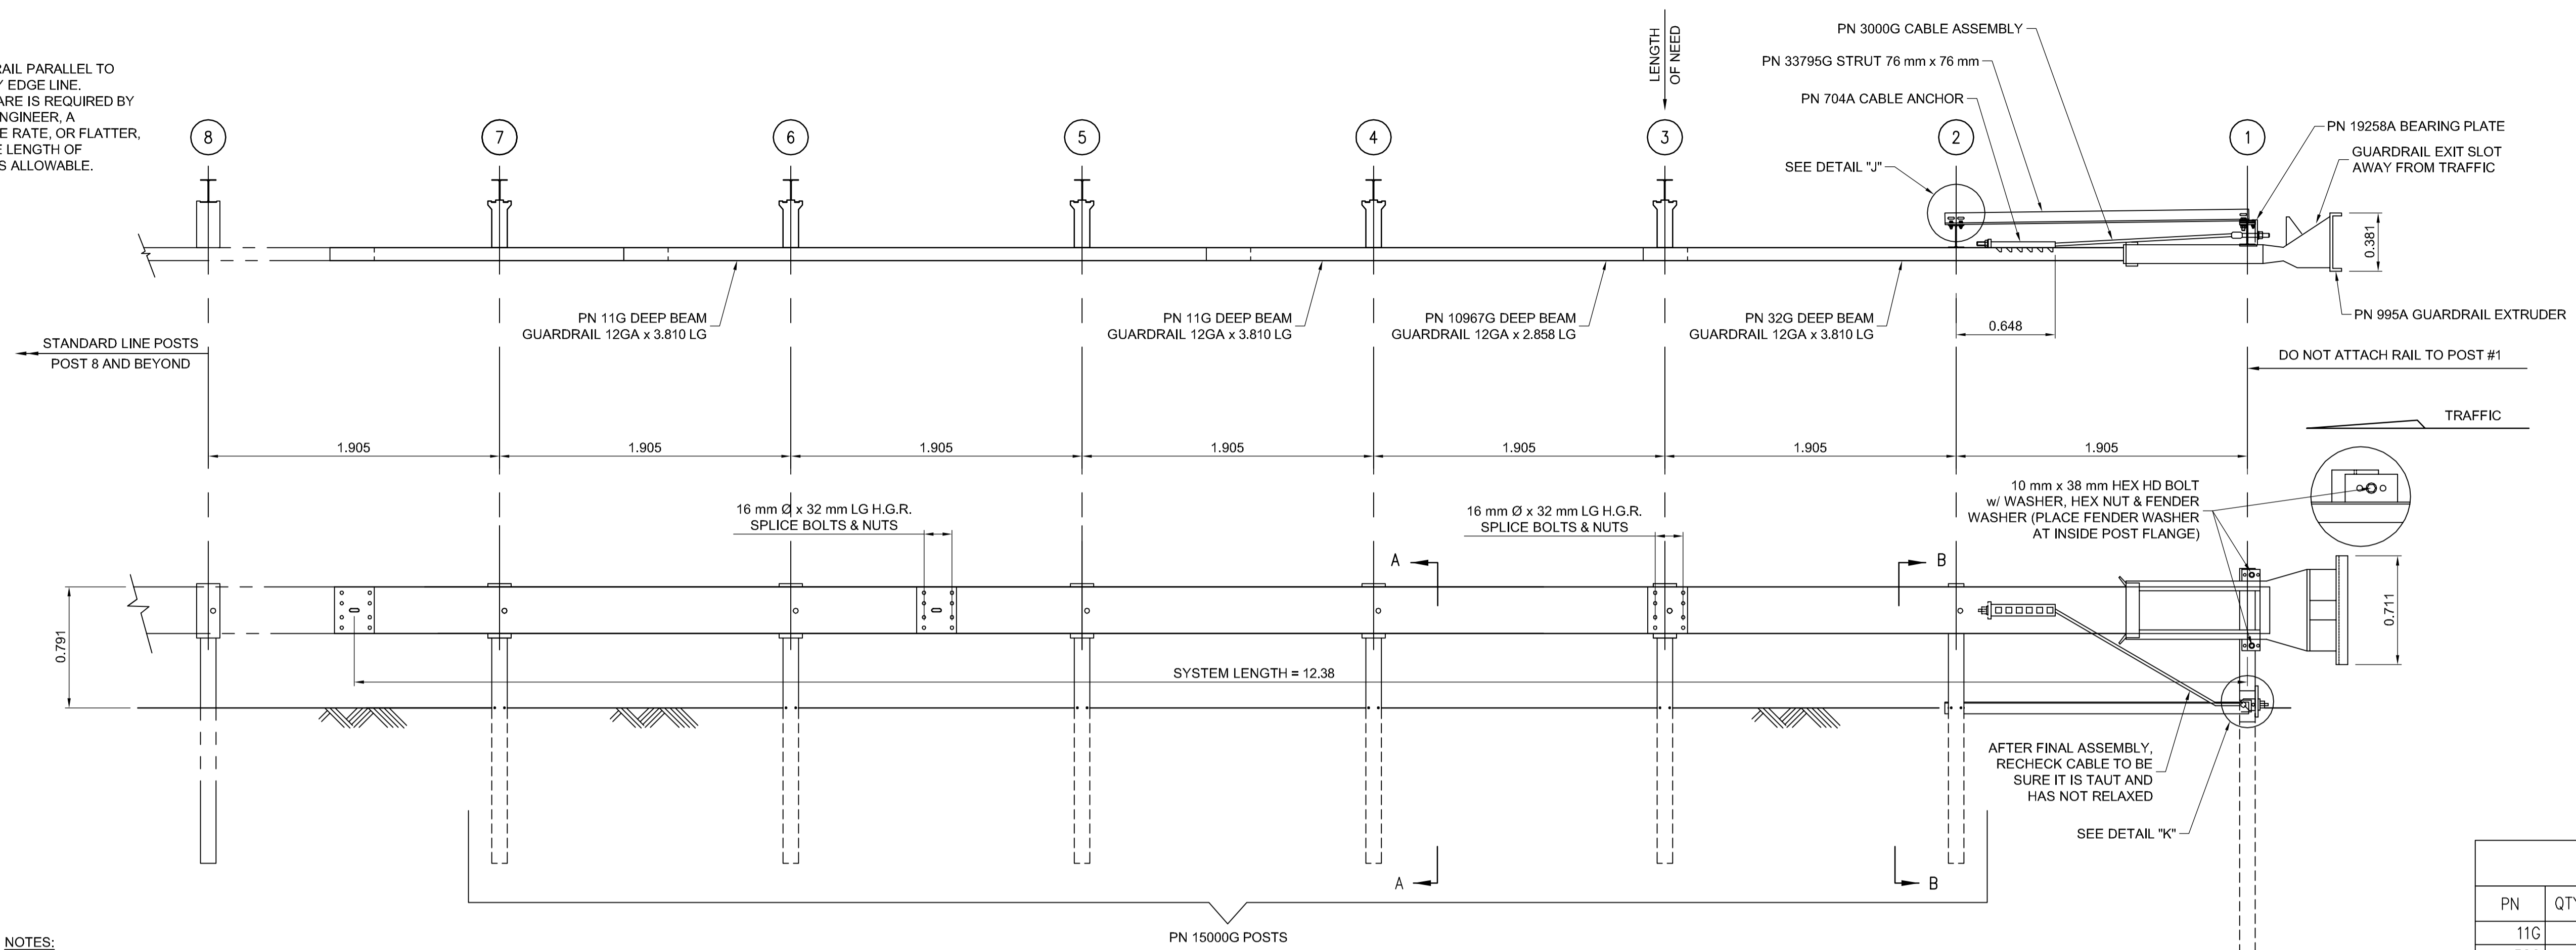 RAIL PARALLEL TO
EDGE LINE.
ARE IS REQUIRED BY
NGINEER, A
E RATE, OR FLATTER,
E LENGTH OF
S ALLOWABLE.
LENGTH
OF NEED
PN 3000G CABLE ASSEMBLY
PN 33795G STRUT 76 mm x 76 mm
PN 704A CABLE ANCHOR
8
7
6
5
4
3
2
1
PN 19258A BEARING PLATE
GUARDRAIL EXIT SLOT
AWAY FROM TRAFFIC
SEE DETAIL "J"
0.381
PN 11G DEEP BEAM
GUARDRAIL 12GA x 3.810 LG
PN 11G DEEP BEAM
GUARDRAIL 12GA x 3.810 LG
PN 10967G DEEP BEAM
GUARDRAIL 12GA x 2.858 LG
PN 32G DEEP BEAM
GUARDRAIL 12GA x 3.810 LG
0.648
PN 995A GUARDRAIL EXTRUDER
STANDARD LINE POSTS
POST 8 AND BEYOND
DO NOT ATTACH RAIL TO POST #1
TRAFFIC
1.905
1.905
1.905
1.905
1.905
1.905
1.905
16 mm Ø x 32 mm LG H.G.R.
SPLICE BOLTS & NUTS
16 mm Ø x 32 mm LG H.G.R.
SPLICE BOLTS & NUTS
10 mm x 38 mm HEX HD BOLT
w/ WASHER, HEX NUT & FENDER
WASHER (PLACE FENDER WASHER
AT INSIDE POST FLANGE)
A
B
0.791
0.711
SYSTEM LENGTH = 12.38
AFTER FINAL ASSEMBLY,
RECHECK CABLE TO BE
SURE IT IS TAUT AND
HAS NOT RELAXED
SEE DETAIL "K"
A
B
PN 15000G POSTS
NOTES:
PN
QTY
11G